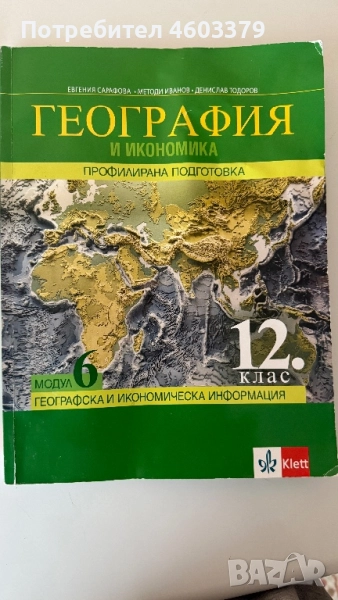 Потребител 4603379
ЕВГЕНИЯ САРАФОВА · МЕТОДИ ИВАНОВ · ДЕНИСЛАВ ТОДОРОВ
ГЕОГРАФИЯ
И ИКОНОМИКА
ПРОФИЛИРАНА ПОДГОТОВКА
12.
клас
МОДУЛ 6
ГЕОГРАФСКА И ИКОНОМИЧЕСКА ИНФОРМАЦИЯ
Klett
BAZAR